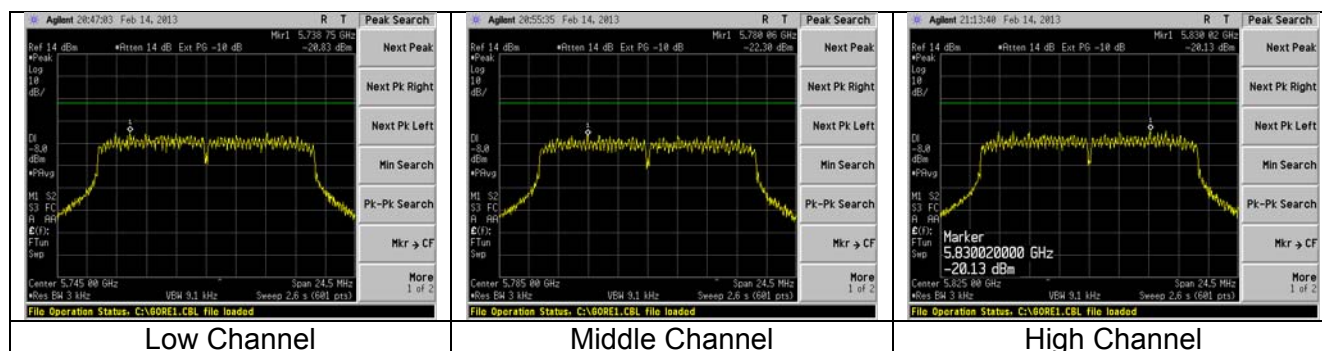 Agilent 20:47:03 Feb 14, 2013 R T
Peak Search
Mkr1 5.738 75 GHz
Ref 14 dBm #Atten 14 dB Ext PG -10 dB -20.83 dBm
#Peak
Log
10
dB/
DI
-8.0
dBm
#PAvg
M1 S2
S3 FC
A AA
£(f):
FTun
Swp
Center 5.745 00 GHz Span 24.5 MHz
#Res BW 3 kHz VBW 9.1 kHz Sweep 2.6 s (601 pts)
File Operation Status, C:\GORE1.CBL file loaded
Next Peak
Next Pk Right
Next Pk Left
Min Search
Pk-Pk Search
Mkr → CF
More
1 of 2
Low Channel
Agilent 20:55:35 Feb 14, 2013 R T
Peak Search
Mkr1 5.780 06 GHz
Ref 14 dBm #Atten 14 dB Ext PG -10 dB -22.30 dBm
#Peak
Log
10
dB/
DI
-8.0
dBm
#PAvg
M1 S2
S3 FC
A AA
£(f):
FTun
Swp
Center 5.785 00 GHz Span 24.5 MHz
#Res BW 3 kHz VBW 9.1 kHz Sweep 2.6 s (601 pts)
File Operation Status, C:\GORE1.CBL file loaded
Next Peak
Next Pk Right
Next Pk Left
Min Search
Pk-Pk Search
Mkr → CF
More
1 of 2
Middle Channel
Agilent 21:13:40 Feb 14, 2013 R T
Peak Search
Mkr1 5.830 02 GHz
Ref 14 dBm #Atten 14 dB Ext PG -10 dB -20.13 dBm
#Peak
Log
10
dB/
DI
-8.0
dBm
#PAvg
M1 S2
S3 FC
A AA
£(f):
FTun
Swp
Marker
5.830020000 GHz
-20.13 dBm
Center 5.825 00 GHz Span 24.5 MHz
#Res BW 3 kHz VBW 9.1 kHz Sweep 2.6 s (601 pts)
File Operation Status, C:\GORE1.CBL file loaded
Next Peak
Next Pk Right
Next Pk Left
Min Search
Pk-Pk Search
Mkr → CF
More
1 of 2
High Channel